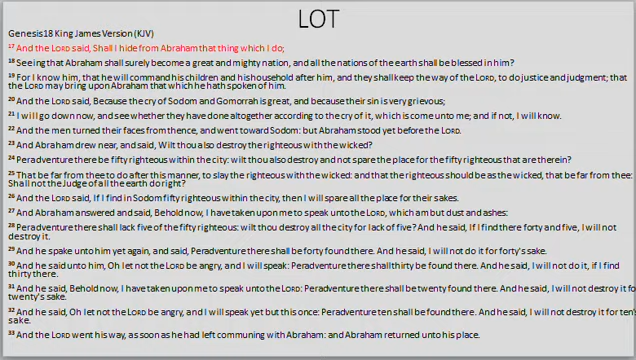 LOT
Genesis18 King James Version (KJV)
17 And the LORD said, Shall I hide from Abraham that thing which I do;
18 Seeing that Abraham shall surely become a great and mighty nation, and all the nations of the earth shall be blessed in him?
19 For I know him, that he will command his children and his household after him, and they shall keep the way of the LORD, to do justice and judgment; that
the LORD may bring upon Abraham that which he hath spoken of him.
20 And the LORD said, Because the cry of Sodom and Gomorrah is great, and because their sin is very grievous;
21 I will go down now, and see whether they have done altogether according to the cry of it, which is come unto me; and if not, I will know.
22 And the men turned their faces from thence, and went toward Sodom: but Abraham stood yet before the LORD.
23 And Abraham drew near, and said, Wilt thou also destroy the righteous with the wicked?
24 Peradventure there be fifty righteous within the city: wilt thou also destroy and not spare the place for the fifty righteous that are therein?
25 That be far from thee to do after this manner, to slay the righteous with the wicked: and that the righteous should be as the wicked, that be far from thee:
Shall not the Judge of all the earth do right?
26 And the LORD said, If I find in Sodom fifty righteous within the city, then I will spare all the place for their sakes.
27 And Abraham answered and said, Behold now, I have taken upon me to speak unto the LORD, which am but dust and ashes:
28 Peradventure there shall lack five of the fifty righteous: wilt thou destroy all the city for lack of five? And he said, If I find there forty and five, I will not
destroy it.
29 And he spake unto him yet again, and said, Peradventure there shall be forty found there. And he said, I will not do it for forty's sake.
30 And he said unto him, Oh let not the LORD be angry, and I will speak: Peradventure there shall thirty be found there. And he said, I will not do it, if I find
thirty there.
31 And he said, Behold now, I have taken upon me to speak unto the LORD: Peradventure there shall be twenty found there. And he said, I will not destroy it fo
twenty's sake.
32 And he said, Oh let not the LORD be angry, and I will speak yet but this once: Peradventure ten shall be found there. And he said, I will not destroy it for ten's
sake.
33 And the LORD went his way, as soon as he had left communing with Abraham: and Abraham returned unto his place.